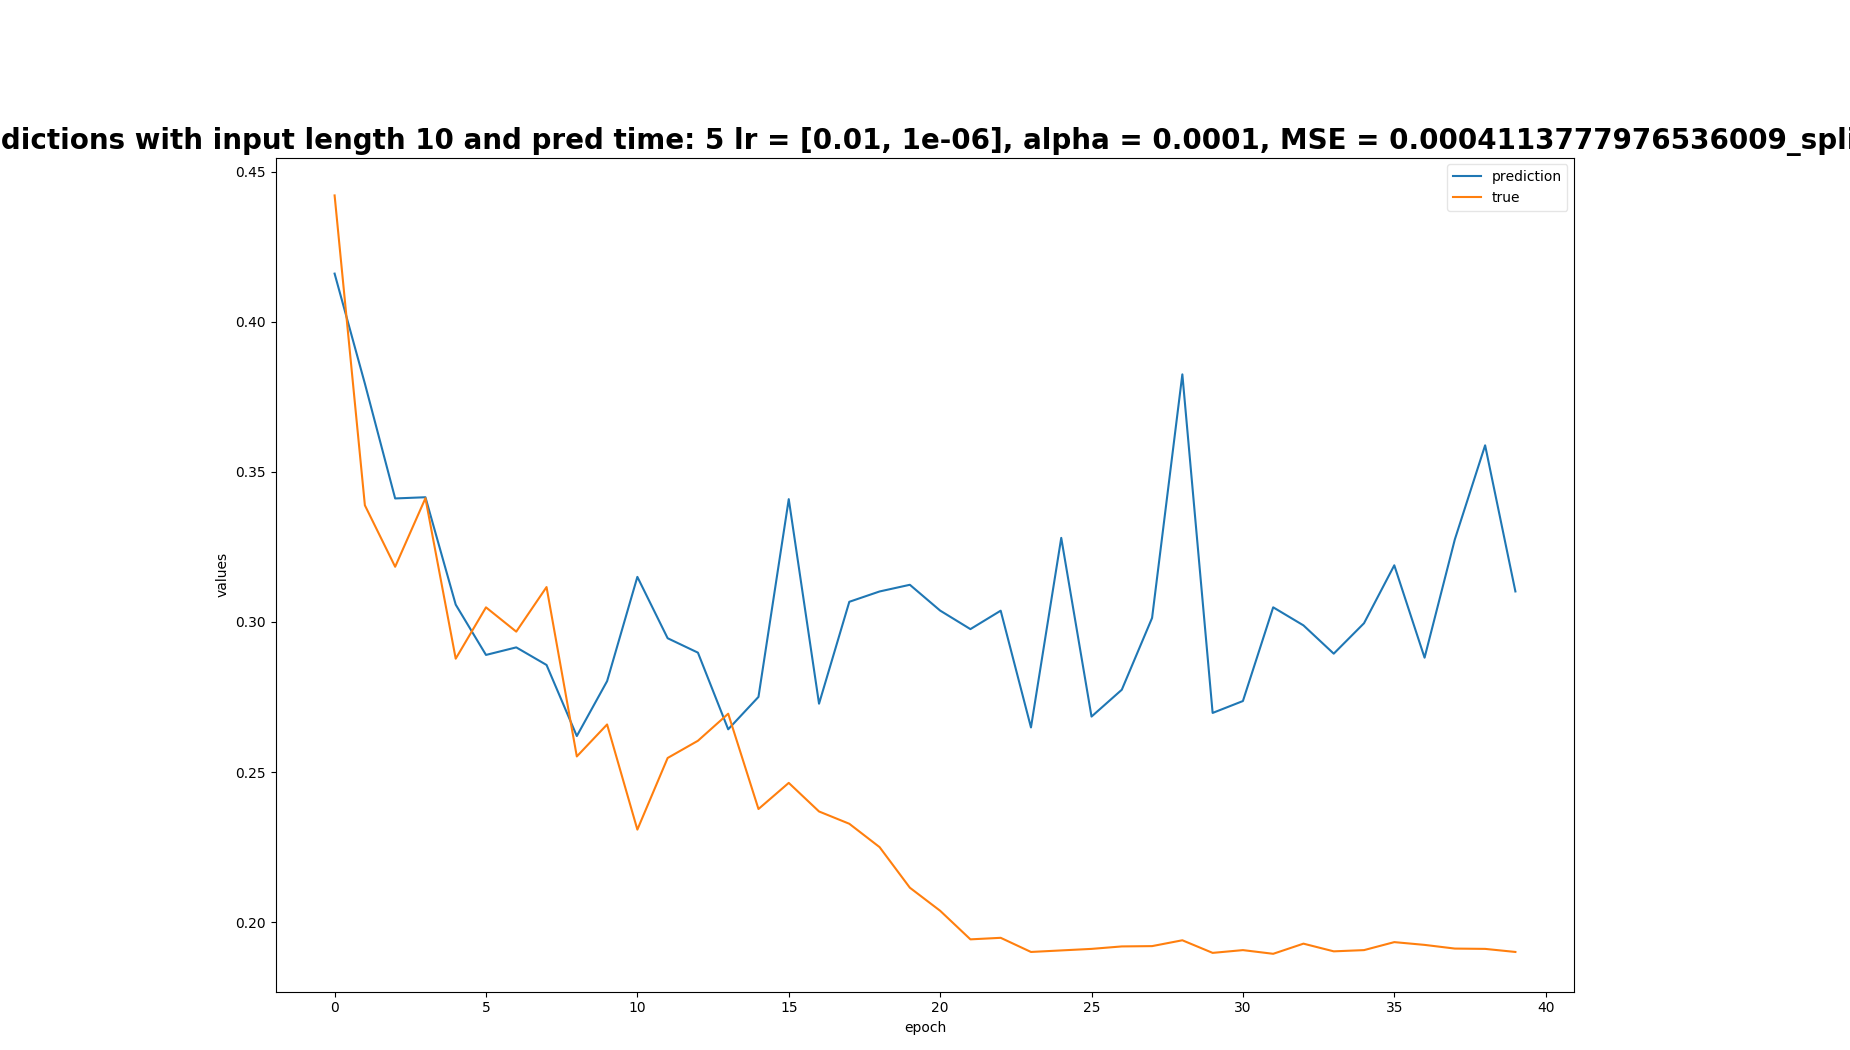 dictions with input length 10 and pred time: 5 lr = [0.01, 1e-06], alpha = 0.0001, MSE = 0.0004113777976536009_spli
prediction
true
0.45
0.40
0.35
0.30
0.25
0.20
values
0 5 10 15 20 25 30 35 40
epoch